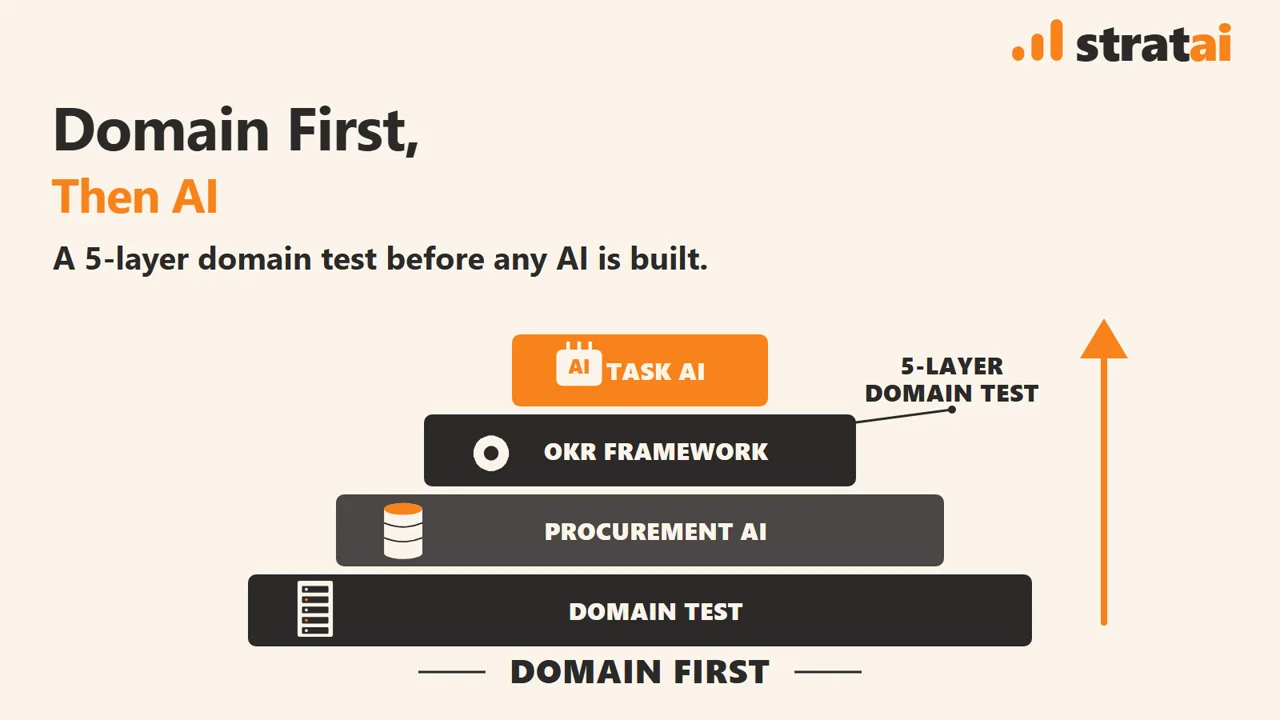 stratai
Domain First,
Then AI
A 5-layer domain test before any AI is built.
AI TASK AI
5-LAYER
DOMAIN TEST
OKR FRAMEWORK
PROCUREMENT AI
DOMAIN TEST
DOMAIN FIRST